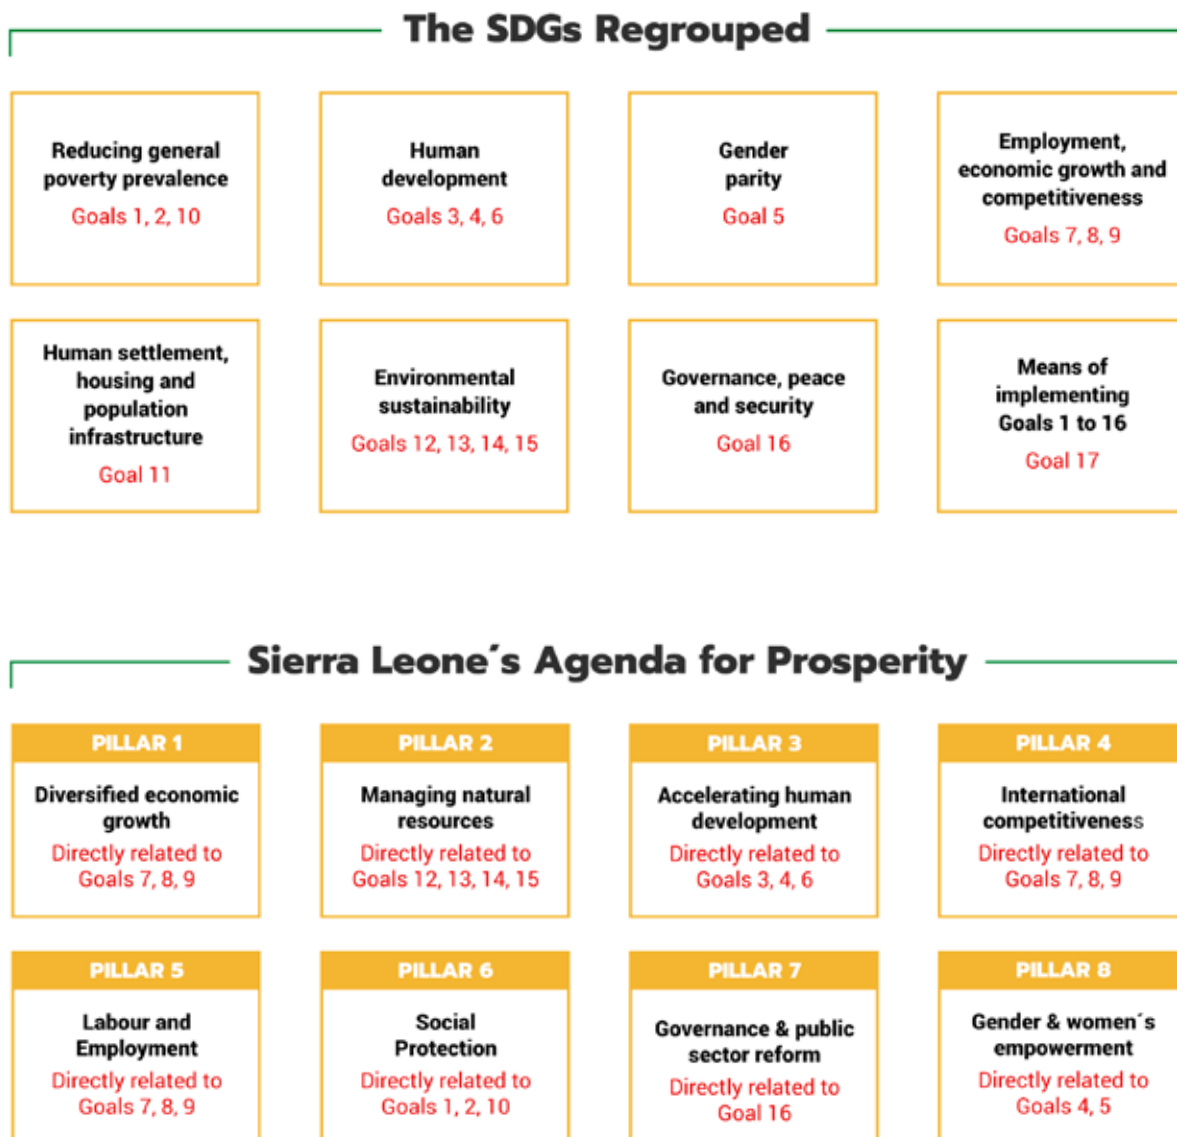 The SDGs Regrouped
Reducing general
poverty prevalence
Goals 1, 2, 10
Human
development
Goals 3, 4, 6
Gender
parity
Goal 5
Employment,
economic growth and
competitiveness
Goals 7, 8, 9
Human settlement,
housing and
population
infrastructure
Goal 11
Environmental
sustainability
Goals 12, 13, 14, 15
Governance, peace
and security
Goal 16
Means of
implementing
Goals 1 to 16
Goal 17
Sierra Leone´s Agenda for Prosperity
PILLAR 1
Diversified economic
growth
Directly related to
Goals 7, 8, 9
PILLAR 2
Managing natural
resources
Directly related to
Goals 12, 13, 14, 15
PILLAR 3
Accelerating human
development
Directly related to
Goals 3, 4, 6
PILLAR 4
International
competitiveness
Directly related to
Goals 7, 8, 9
PILLAR 5
Labour and
Employment
Directly related to
Goals 7, 8, 9
PILLAR 6
Social
Protection
Directly related to
Goals 1, 2, 10
PILLAR 7
Governance & public
sector reform
Directly related to
Goal 16
PILLAR 8
Gender & women´s
empowerment
Directly related to
Goals 4, 5